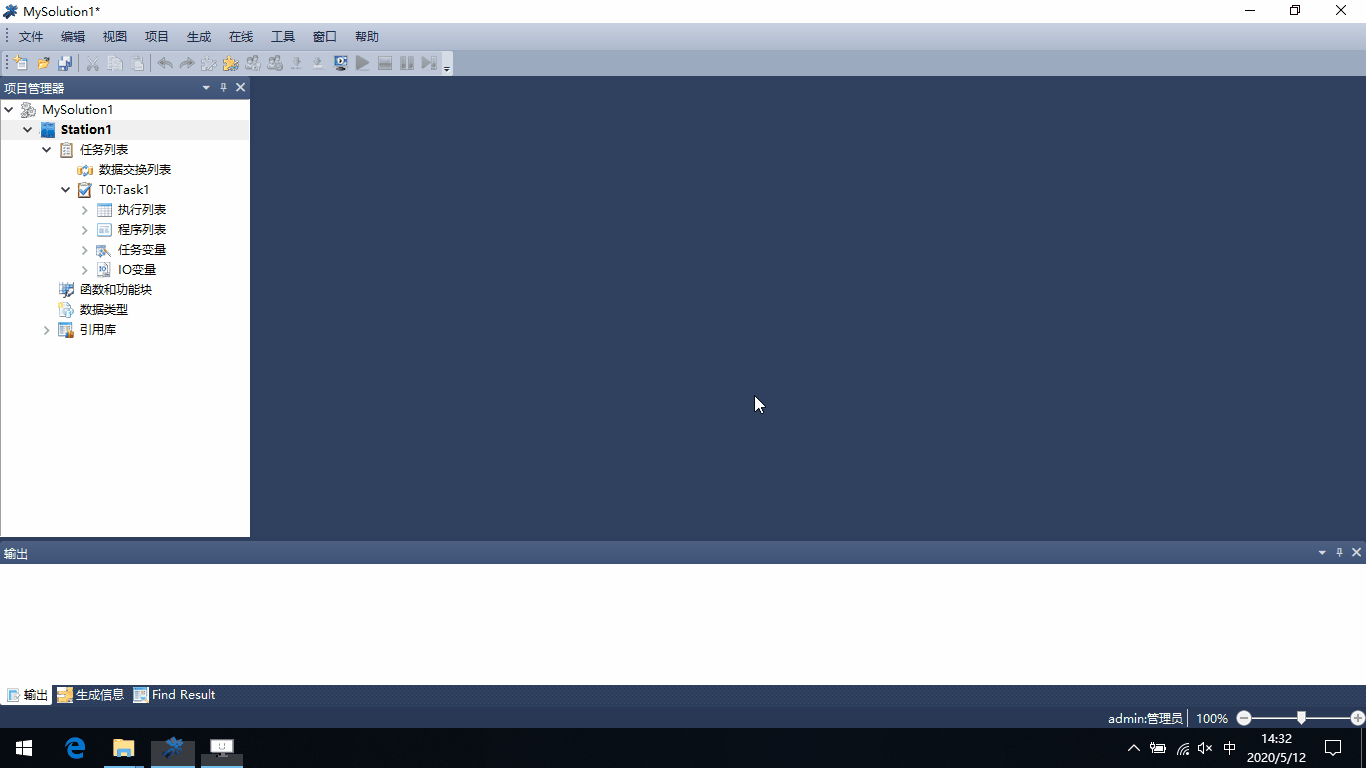 MySolution1*
文件 编辑 视图 项目 生成 在线 工具 窗口 帮助
项目管理器
MySolution1
Station1
任务列表
数据交换列表
T0:Task1
执行列表
程序列表
任务变量
IO变量
函数和功能块
数据类型
引用库
输出
输出 生成信息 Find Result
admin:管理员 100%
中 14:32
2020/5/12